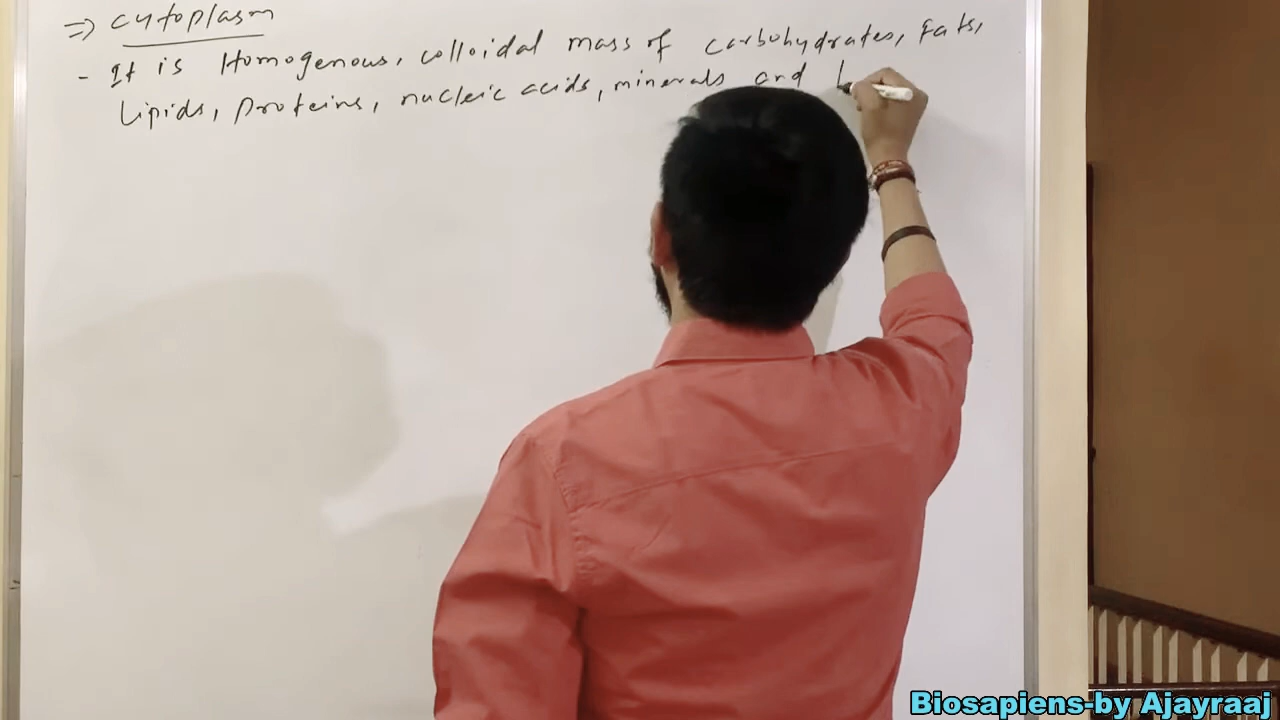 ⇒ cytoplasm
- It is Homogenous, colloidal mass of carbohydrates, fats,
lipids, proteins, nucleic acids, minerals and
Biosapiens-by Ajayraaj